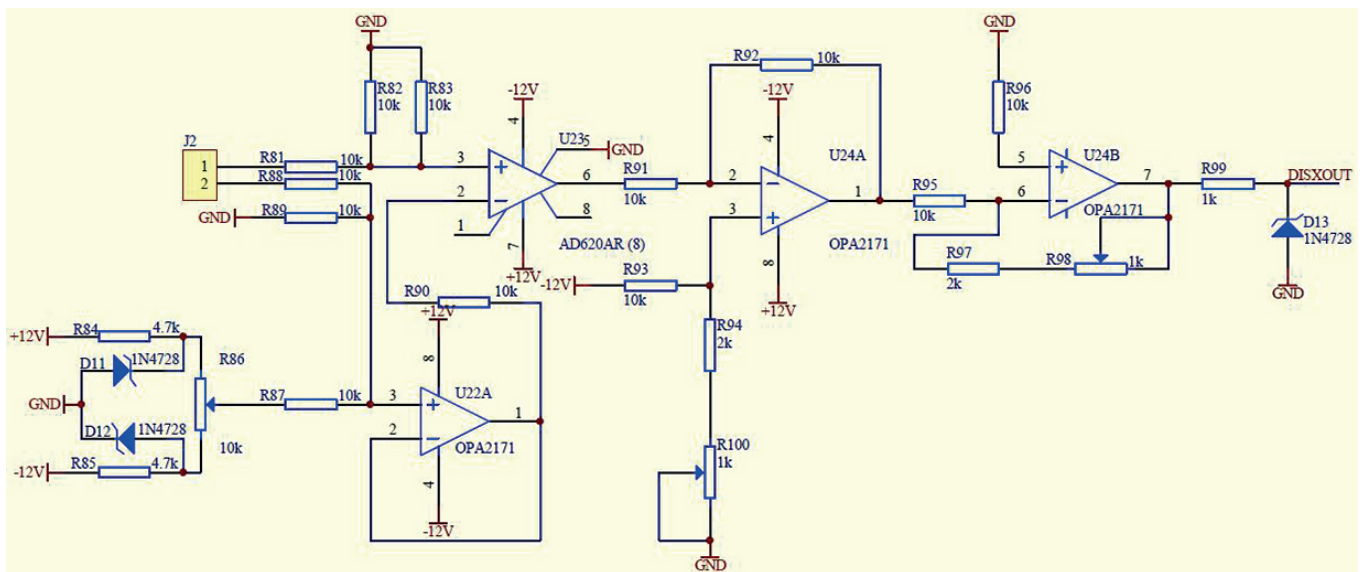 GND
GND
R92
10k
R82
10k
R83
10k
-12V
-12V
R96
10k
4
4
J2
U23
5
GND
U24A
U24B
1
R81
10k
3
6
R91
2
5
7
R99
DISXOUT
2
R88
10k
10k
1
R95
10k
6
1k
GND
R89
10k
2
3
OPA2171
OPA2171
D13
1N4728
1
8
7
AD620AR (8)
8
R97
2k
R98
1k
+12V
R93
-12V
10k
+12V
GND
R90
10k
+12V
+12V
R84
4.7k
R94
2k
D11
1N4728
R86
8
GND
R87
10k
3
U22A
1
D12
1N4728
2
OPA2171
10k
R100
1k
-12V
R85
4.7k
4
-12V
GND